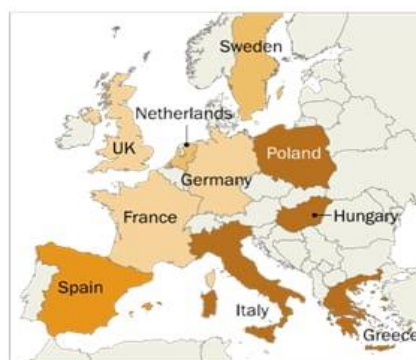 Sweden
Netherlands
UK
Poland
Germany
France
Hungary
Spain
Italy
Greece